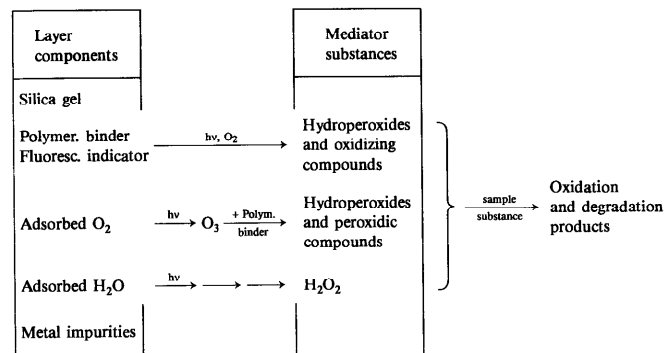 Layer
components
Mediator
substances
Silica gel
Polymer. binder
Fluoresc. indicator
hν, O₂
Hydroperoxides
and oxidizing
compounds
Adsorbed O₂
hν
O₃
+ Polym.
binder
Hydroperoxides
and peroxidic
compounds
sample
substance
Oxidation
and degradation
products
Adsorbed H₂O
hν
H₂O₂
Metal impurities